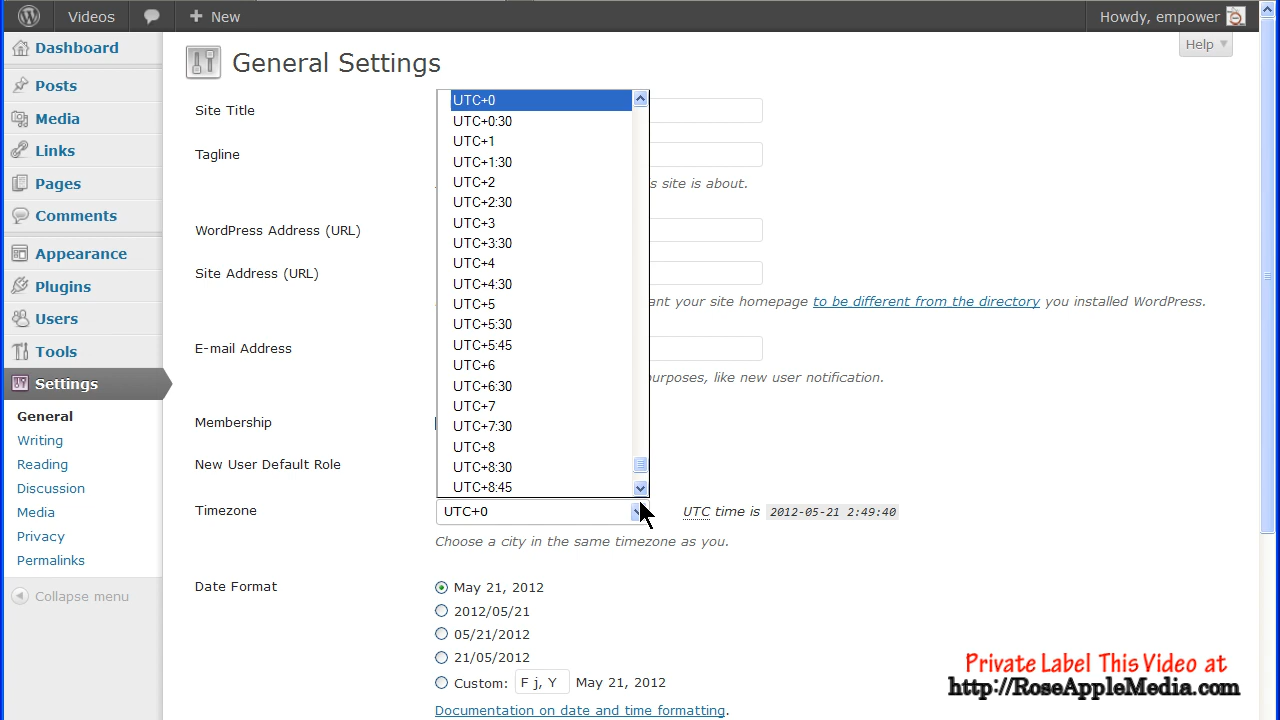 Videos
New
Howdy, empower
Help
Dashboard
Posts
Media
Links
Pages
Comments
Appearance
Plugins
Users
Tools
Settings
General
Writing
Reading
Discussion
Media
Privacy
Permalinks
Collapse menu
General Settings
Site Title
Tagline
s site is about.
WordPress Address (URL)
Site Address (URL)
ant your site homepage to be different from the directory you installed WordPress.
E-mail Address
urposes, like new user notification.
Membership
New User Default Role
UTC+0
UTC+0:30
UTC+1
UTC+1:30
UTC+2
UTC+2:30
UTC+3
UTC+3:30
UTC+4
UTC+4:30
UTC+5
UTC+5:30
UTC+5:45
UTC+6
UTC+6:30
UTC+7
UTC+7:30
UTC+8
UTC+8:30
UTC+8:45
Timezone
UTC+0
UTC time is 2012-05-21 2:49:40
Choose a city in the same timezone as you.
Date Format
May 21, 2012
2012/05/21
05/21/2012
21/05/2012
Custom: F j, Y May 21, 2012
Documentation on date and time formatting.
Private Label This Video at
http://RoseAppleMedia.com